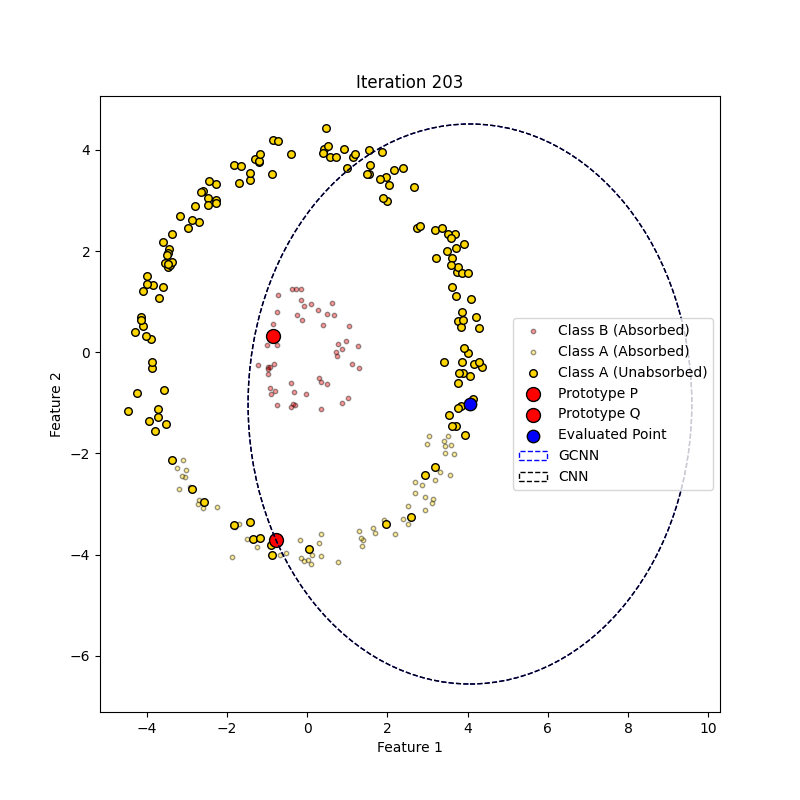 Iteration 203
Feature 2
4
2
0
−2
−4
−6
Class B (Absorbed)
Class A (Absorbed)
Class A (Unabsorbed)
Prototype P
Prototype Q
Evaluated Point
GCNN
CNN
−4 −2 0 2 4 6 8 10
Feature 1